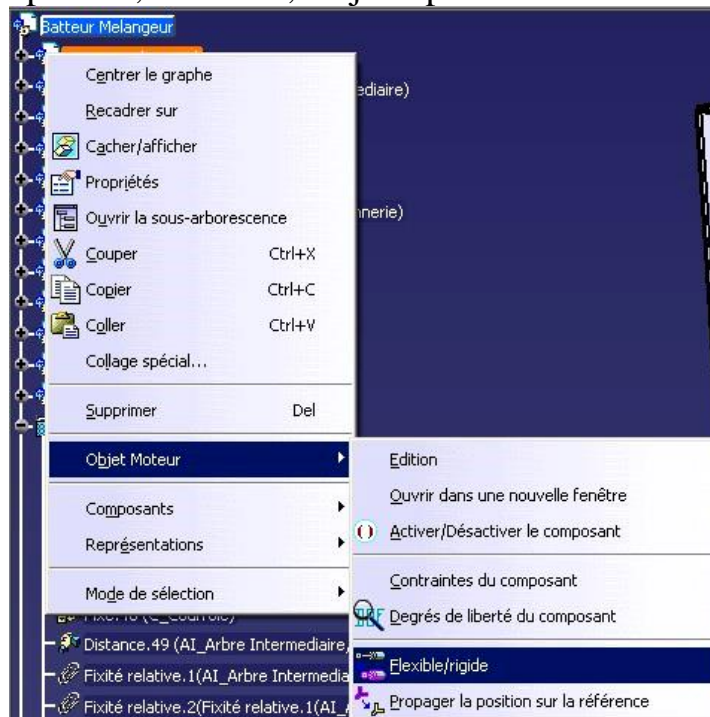 Batteur Melangeur
Centrer le graphe
ediaire)
Recadrer sur
Cacher/afficher
Propriétés
Ouvrir la sous-arborescence
nnerie)
Couper Ctrl+X
Copier Ctrl+C
Coller Ctrl+V
Collage spécial...
Supprimer Del
Objet Moteur
Edition
Ouvrir dans une nouvelle fenêtre
Composants
Activer/Désactiver le composant
Représentations
Contraintes du composant
Mode de sélection
Degrés de liberté du composant
Distance.49 (AI_Arbre Intermediaire,
Flexible/rigide
Fixité relative.1(AI_Arbre Intermedia
Propager la position sur la référence
Fixité relative.2(Fixité relative.1(AI_